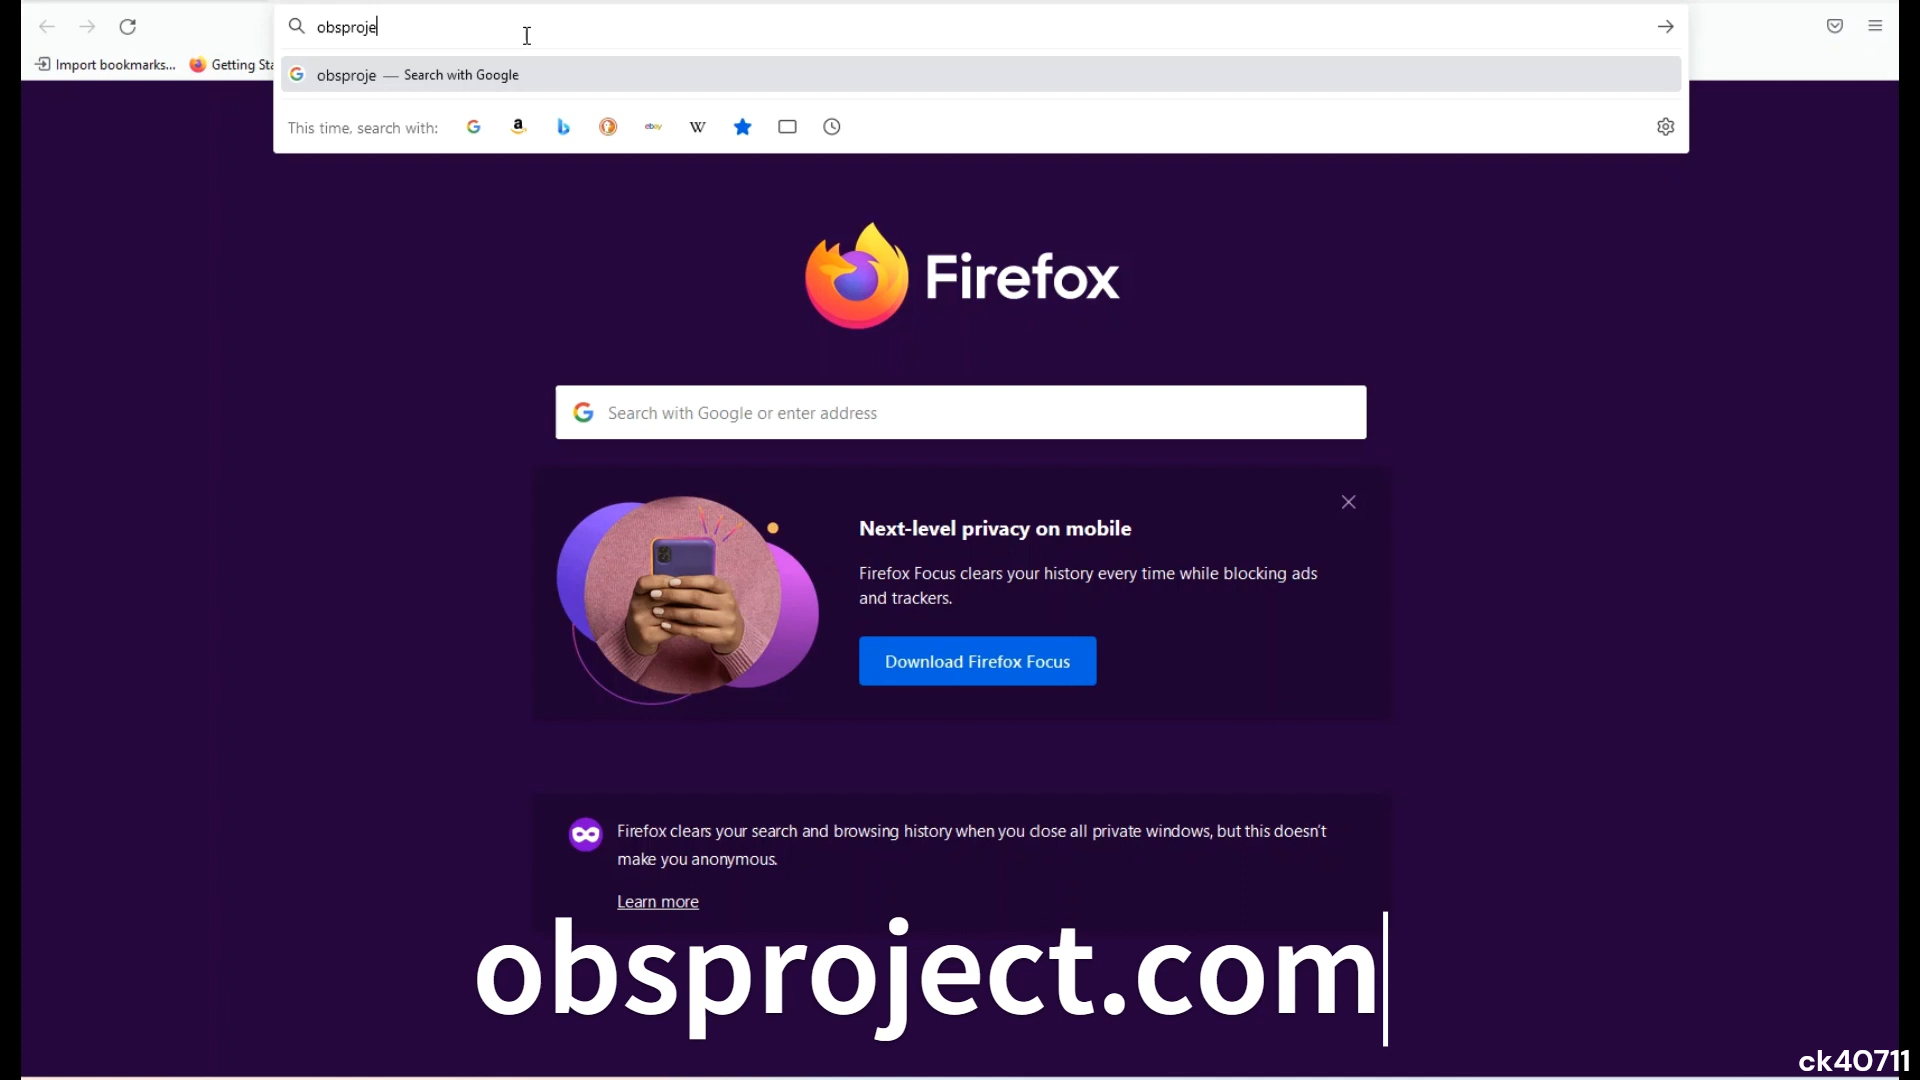 obsproje
Import bookmarks...
Getting Sta
obsproje — Search with Google
This time, search with:
a
ebay
W
Firefox
Search with Google or enter address
Next-level privacy on mobile
Firefox Focus clears your history every time while blocking ads
and trackers.
Download Firefox Focus
Firefox clears your search and browsing history when you close all private windows, but this doesn't
make you anonymous.
Learn more
obsproject.com
ck40711